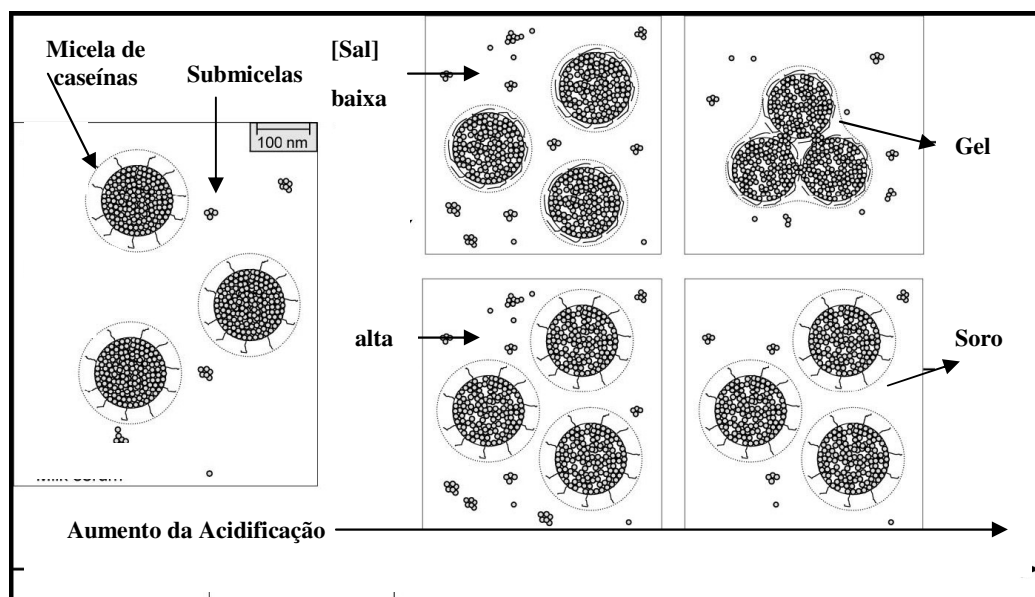 Micela de
caseínas
Submicelas
[Sal]
baixa
Gel
100 nm
alta
Soro
Aumento da Acidificação